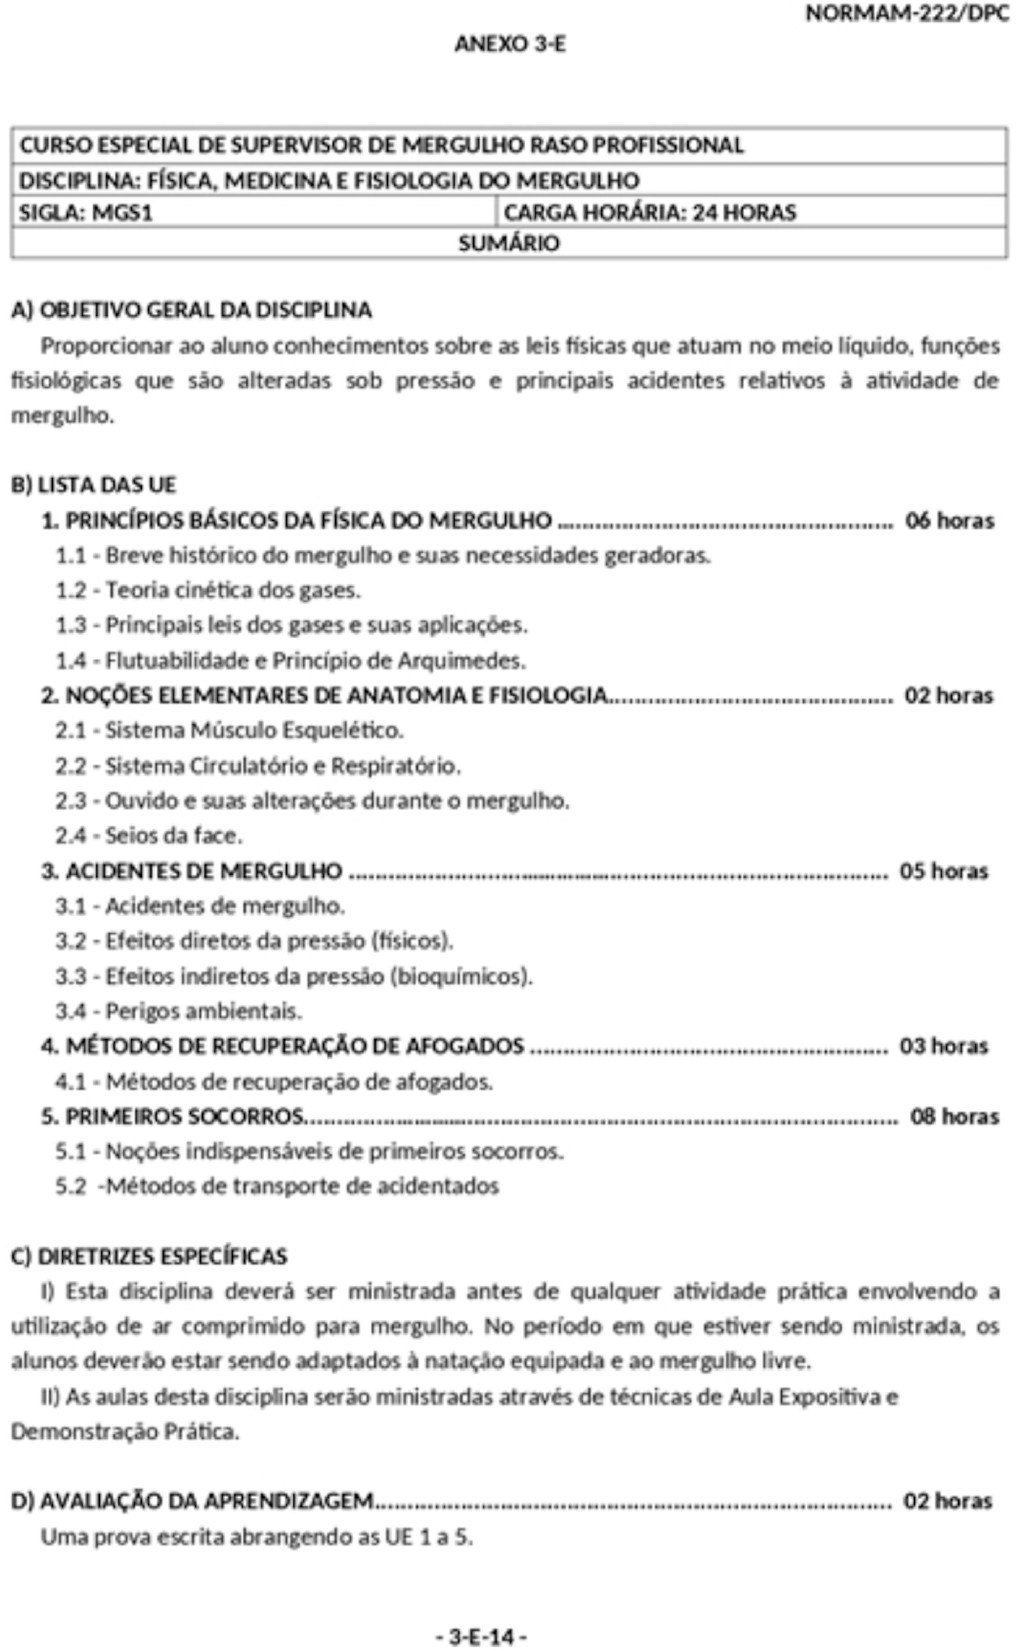 NORMAM-222/DPC
ANEXO 3-E
CURSO ESPECIAL DE SUPERVISOR DE MERGULHO RASO PROFISSIONAL
DISCIPLINA: FÍSICA, MEDICINA E FISIOLOGIA DO MERGULHO
SIGLA: MGS1 CARGA HORÁRIA: 24 HORAS
SUMÁRIO
A) OBJETIVO GERAL DA DISCIPLINA
Proporcionar ao aluno conhecimentos sobre as leis físicas que atuam no meio líquido, funções
fisiológicas que são alteradas sob pressão e principais acidentes relativos à atividade de
mergulho.
B) LISTA DAS UE
1. PRINCÍPIOS BÁSICOS DA FÍSICA DO MERGULHO .................................................. 06 horas
1.1 - Breve histórico do mergulho e suas necessidades geradoras.
1.2 - Teoria cinética dos gases.
1.3 - Principais leis dos gases e suas aplicações.
1.4 - Flutuabilidade e Princípio de Arquimedes.
2. NOÇÕES ELEMENTARES DE ANATOMIA E FISIOLOGIA........................................... 02 horas
2.1 - Sistema Músculo Esquelético.
2.2 - Sistema Circulatório e Respiratório.
2.3 - Ouvido e suas alterações durante o mergulho.
2.4 - Seios da face.
3. ACIDENTES DE MERGULHO .................................................................................. 05 horas
3.1 - Acidentes de mergulho.
3.2 - Efeitos diretos da pressão (físicos).
3.3 - Efeitos indiretos da pressão (bioquímicos).
3.4 - Perigos ambientais.
4. MÉTODOS DE RECUPERAÇÃO DE AFOGADOS ...................................................... 03 horas
4.1 - Métodos de recuperação de afogados.
5. PRIMEIROS SOCORROS.......................................................................................... 08 horas
5.1 - Noções indispensáveis de primeiros socorros.
5.2 -Métodos de transporte de acidentados
C) DIRETRIZES ESPECÍFICAS
I) Esta disciplina deverá ser ministrada antes de qualquer atividade prática envolvendo a
utilização de ar comprimido para mergulho. No período em que estiver sendo ministrada, os
alunos deverão estar sendo adaptados à natação equipada e ao mergulho livre.
II) As aulas desta disciplina serão ministradas através de técnicas de Aula Expositiva e
Demonstração Prática.
D) AVALIAÇÃO DA APRENDIZAGEM.............................................................................. 02 horas
Uma prova escrita abrangendo as UE 1 a 5.
- 3-E-14 -